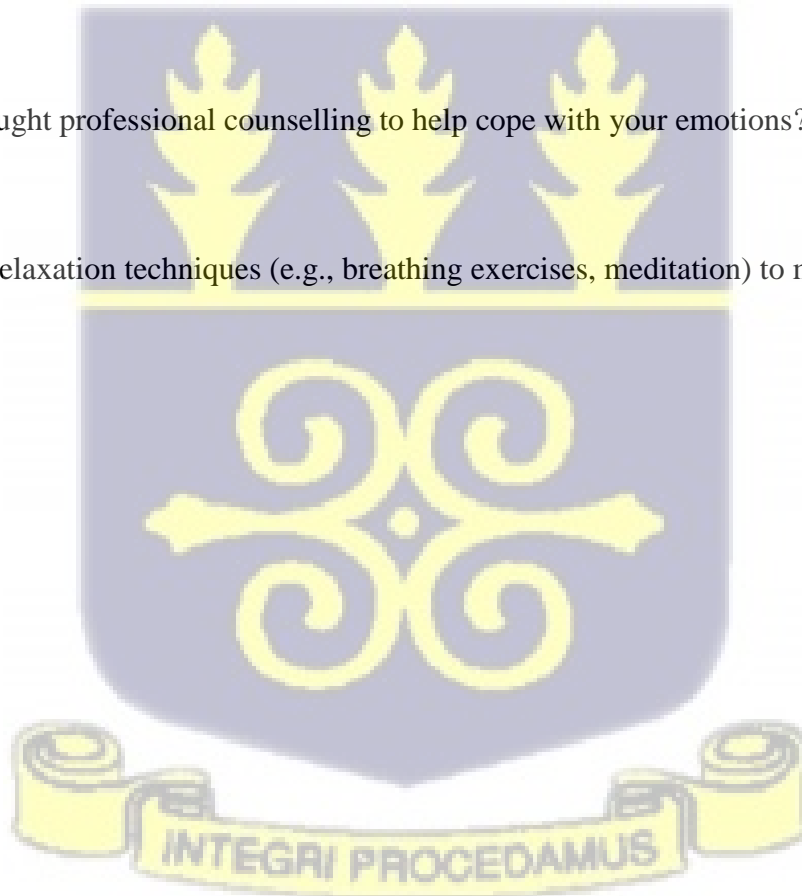 ught professional counselling to help cope with your emotions?
elaxation techniques (e.g., breathing exercises, meditation) to
INTEGRI PROCEDAMUS